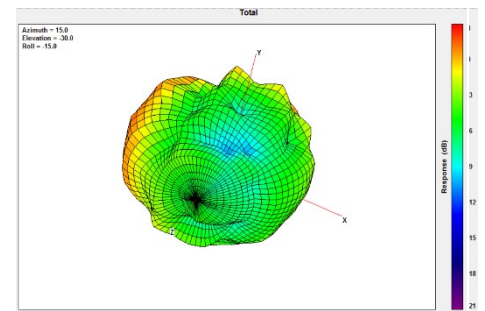 Total
Azimuth = 15.0
Elevation = -30.0
Roll = -15.0
Y
X
Z
3
6
9
12
15
18
21
Response (dB)